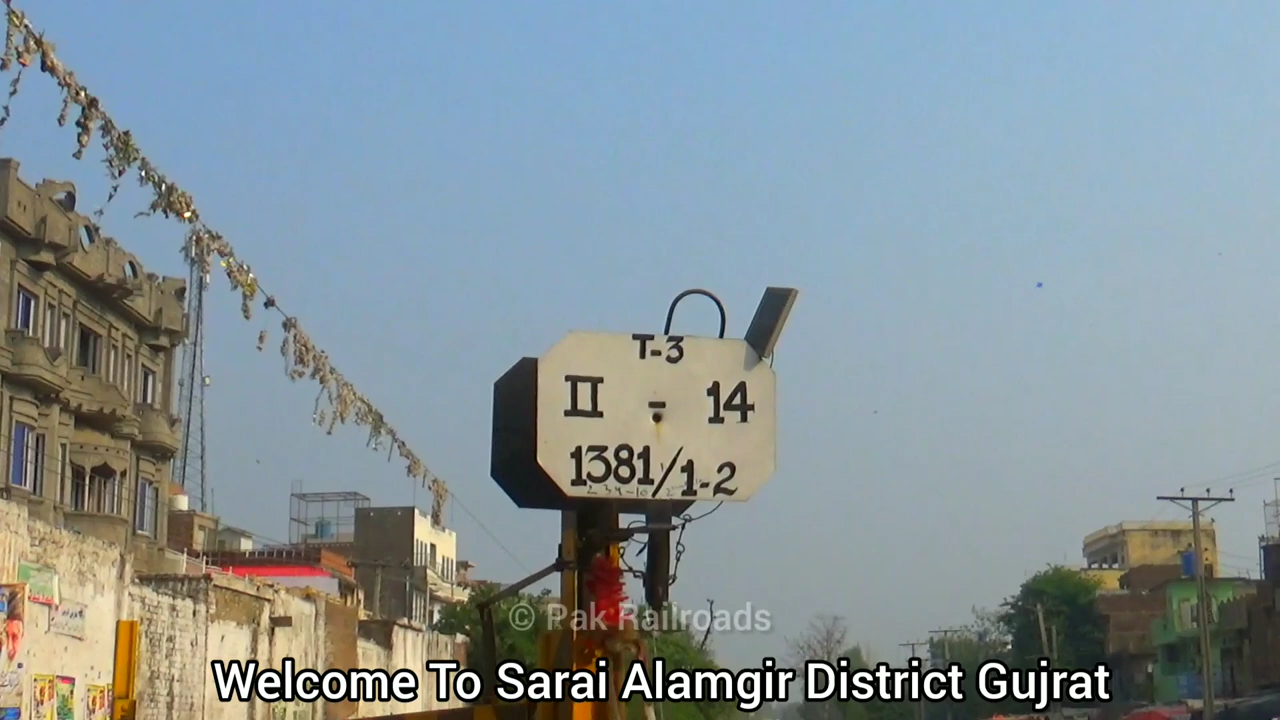 T-3
II - 14
1381/1-2
© Pak Railroads
Welcome To Sarai Alamgir District Gujrat